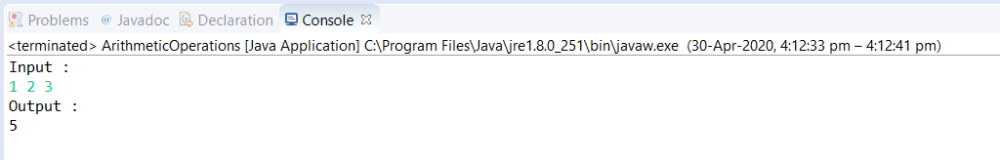 Problems @ Javadoc Declaration Console
<terminated> ArithmeticOperations [Java Application] C:\Program Files\Java\jre1.8.0_251\bin\javaw.exe (30-Apr-2020, 4:12:33 pm – 4:12:41 pm)
Input :
1 2 3
Output :
5